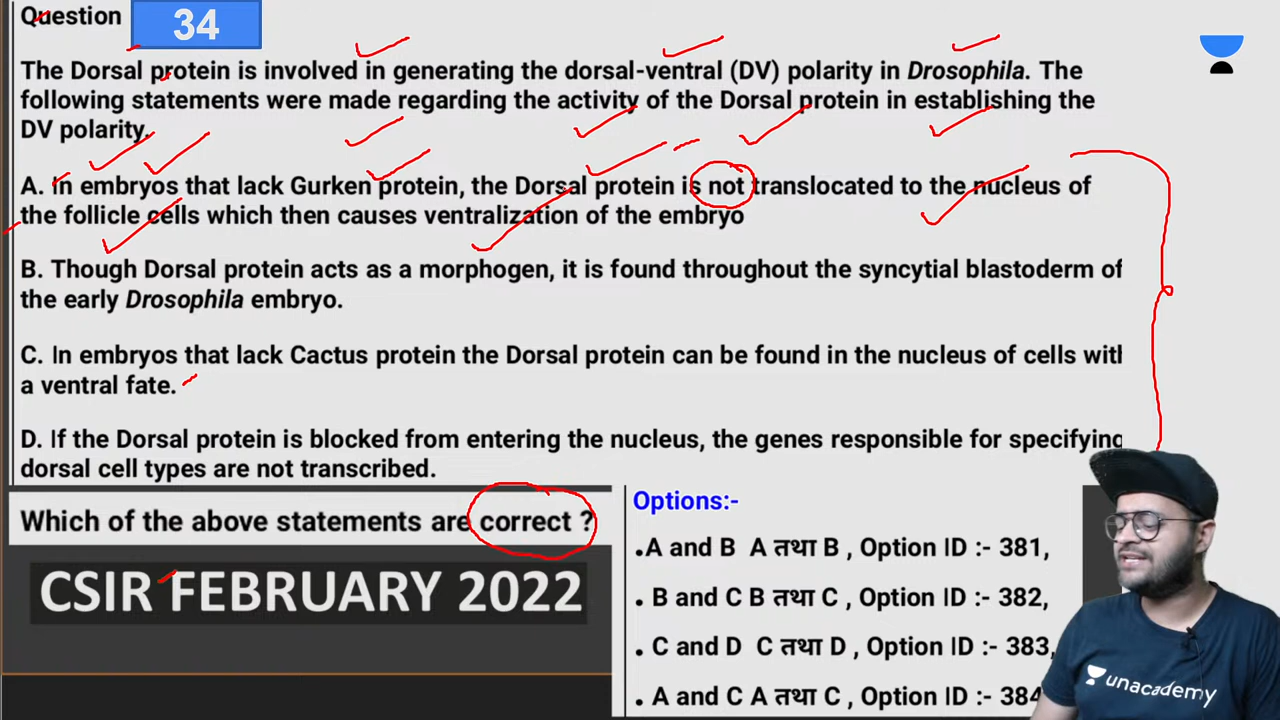 Question
34
The Dorsal protein is involved in generating the dorsal-ventral (DV) polarity in Drosophila. The
following statements were made regarding the activity of the Dorsal protein in establishing the
DV polarity.
A. In embryos that lack Gurken protein, the Dorsal protein is not translocated to the nucleus of
the follicle cells which then causes ventralization of the embryo
B. Though Dorsal protein acts as a morphogen, it is found throughout the syncytial blastoderm of
the early Drosophila embryo.
C. In embryos that lack Cactus protein the Dorsal protein can be found in the nucleus of cells with
a ventral fate.
D. If the Dorsal protein is blocked from entering the nucleus, the genes responsible for specifying
dorsal cell types are not transcribed.
Which of the above statements are correct ?
CSIR FEBRUARY 2022
Options:-
•A and B A तथा B , Option ID :- 381,
• B and C B तथा C , Option ID :- 382,
• C and D C तथा D , Option ID :- 383,
• A and C A तथा C , Option ID :- 384
unacademy